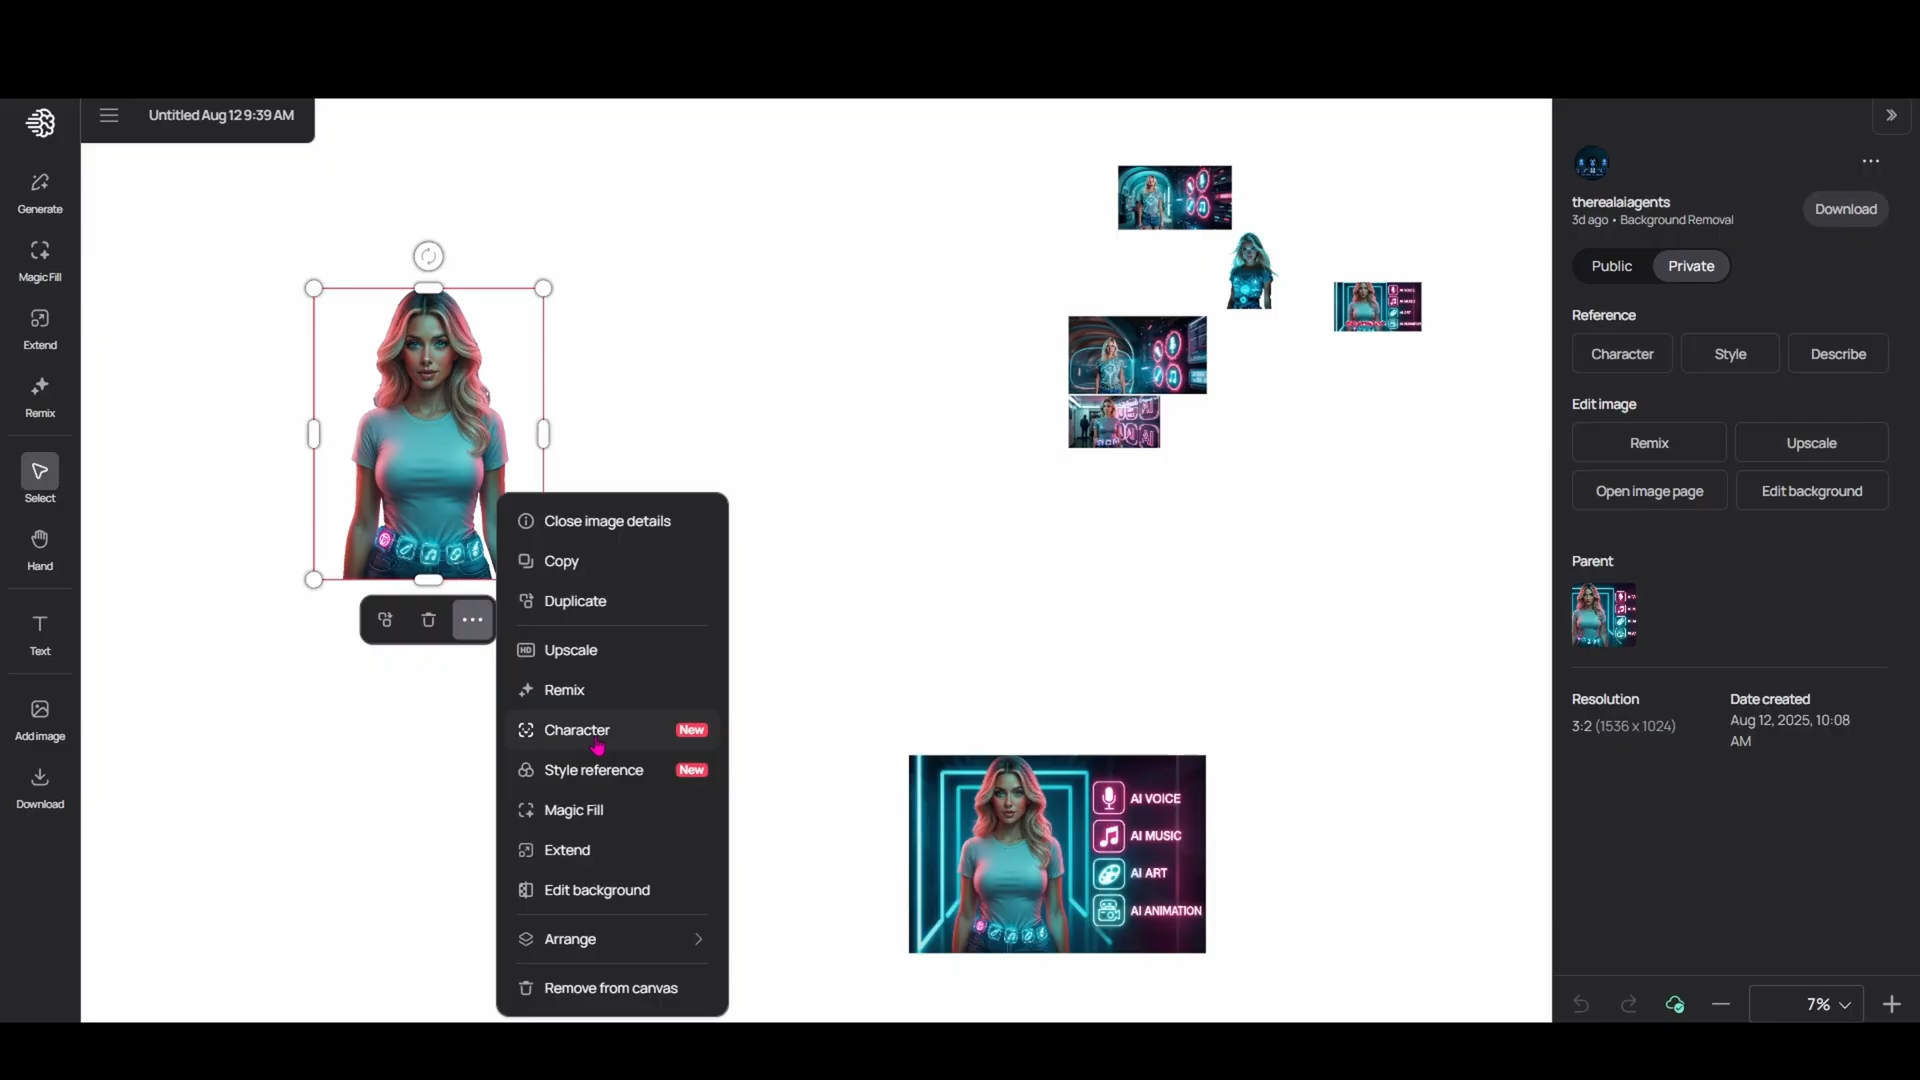 Untitled Aug 12 9:39 AM
Generate
Magic Fill
Extend
Remix
Select
Hand
Text
Add image
Download
Close image details
Copy
Duplicate
HD Upscale
Remix
Character New
Style reference New
Magic Fill
Extend
Edit background
Arrange
Remove from canvas
AI VOICE
AI MUSIC
AI ART
AI ANIMATION
therealaiagents
3d ago • Background Removal
Download
Public Private
Reference
Character Style Describe
Edit image
Remix Upscale
Open image page Edit background
Parent
Resolution
3:2 (1536 x 1024)
Date created
Aug 12, 2025, 10:08
AM
7%